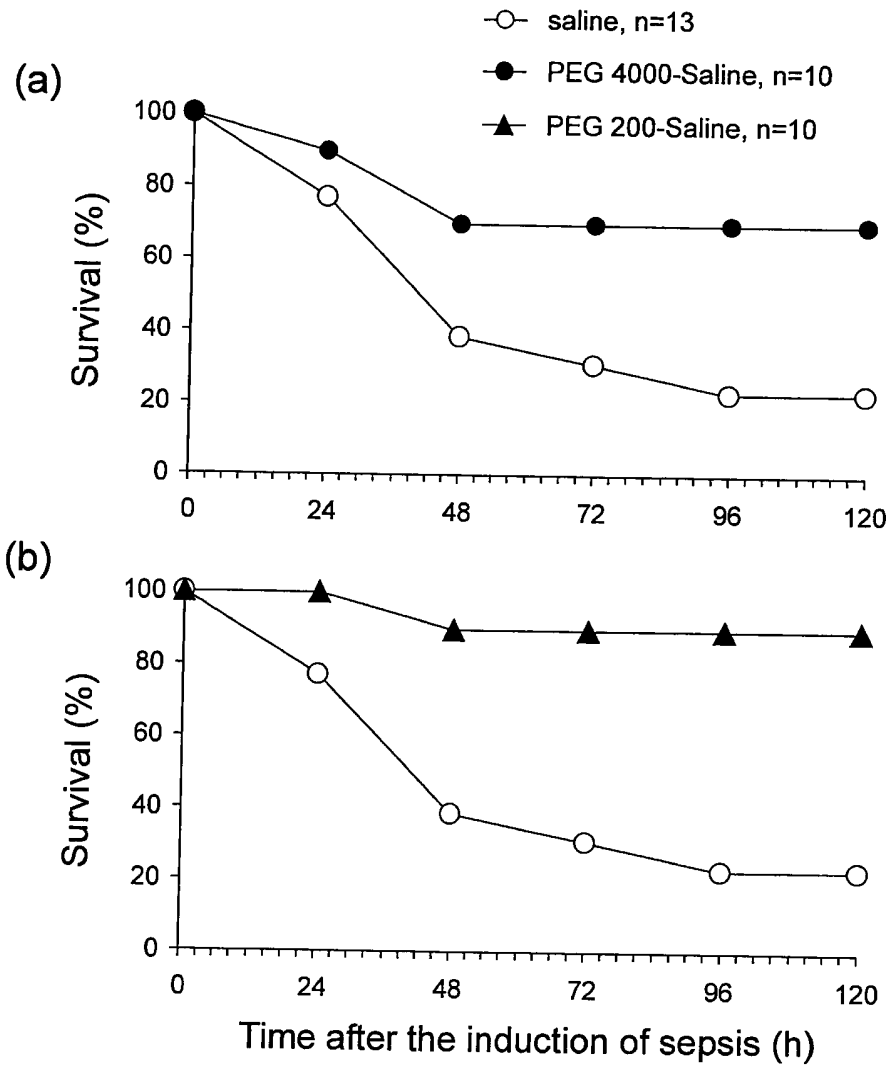 saline, n=13
(a)
PEG 4000-Saline, n=10
PEG 200-Saline, n=10
100
80
60
40
20
0
Survival (%)
0 24 48 72 96 120
(b)
100
80
60
40
20
0
Survival (%)
0 24 48 72 96 120
Time after the induction of sepsis (h)